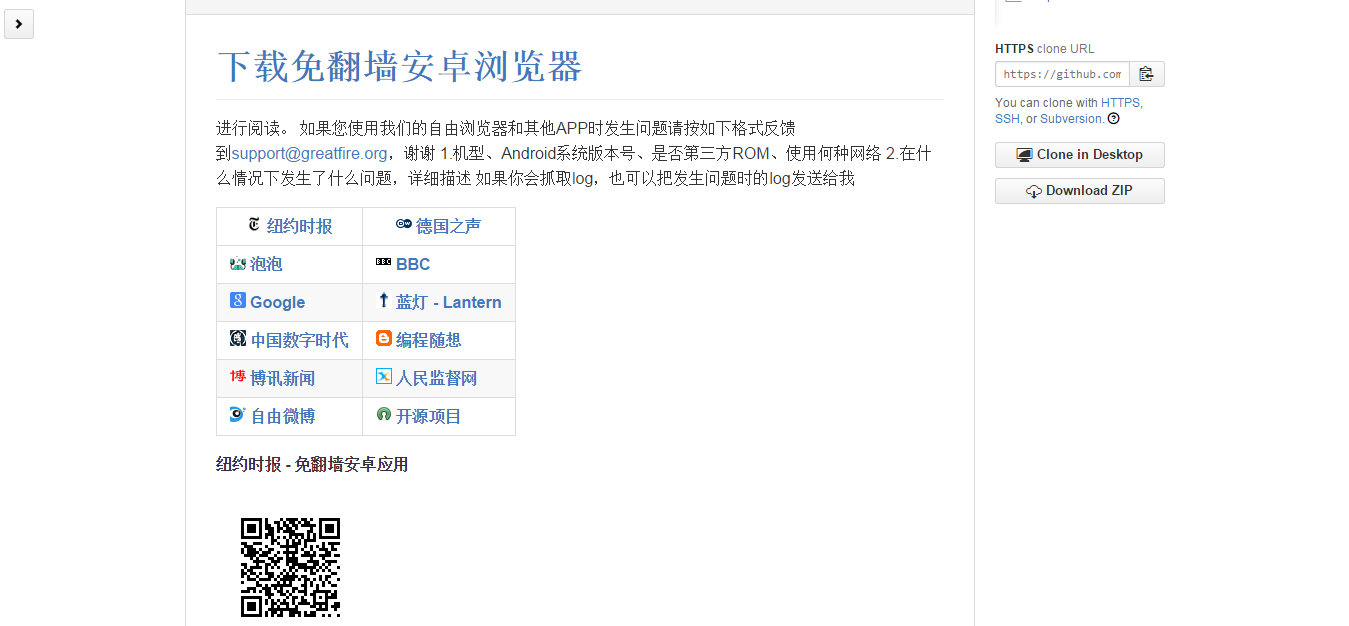 下载免翻墙安卓浏览器
进行阅读。 如果您使用我们的自由浏览器和其他APP时发生问题请按如下格式反馈
到support@greatfire.org，谢谢 1.机型、Android系统版本号、是否第三方ROM、使用何种网络 2.在什
么情况下发生了什么问题，详细描述 如果你会抓取log，也可以把发生问题时的log发送给我
纽约时报 德国之声
泡泡 BBC BBC
Google 蓝灯 - Lantern
中国数字时代 编程随想
博 博讯新闻 人民监督网
自由微博 开源项目
纽约时报 - 免翻墙安卓应用
HTTPS clone URL
https://github.com
You can clone with HTTPS,
SSH, or Subversion.
Clone in Desktop
Download ZIP